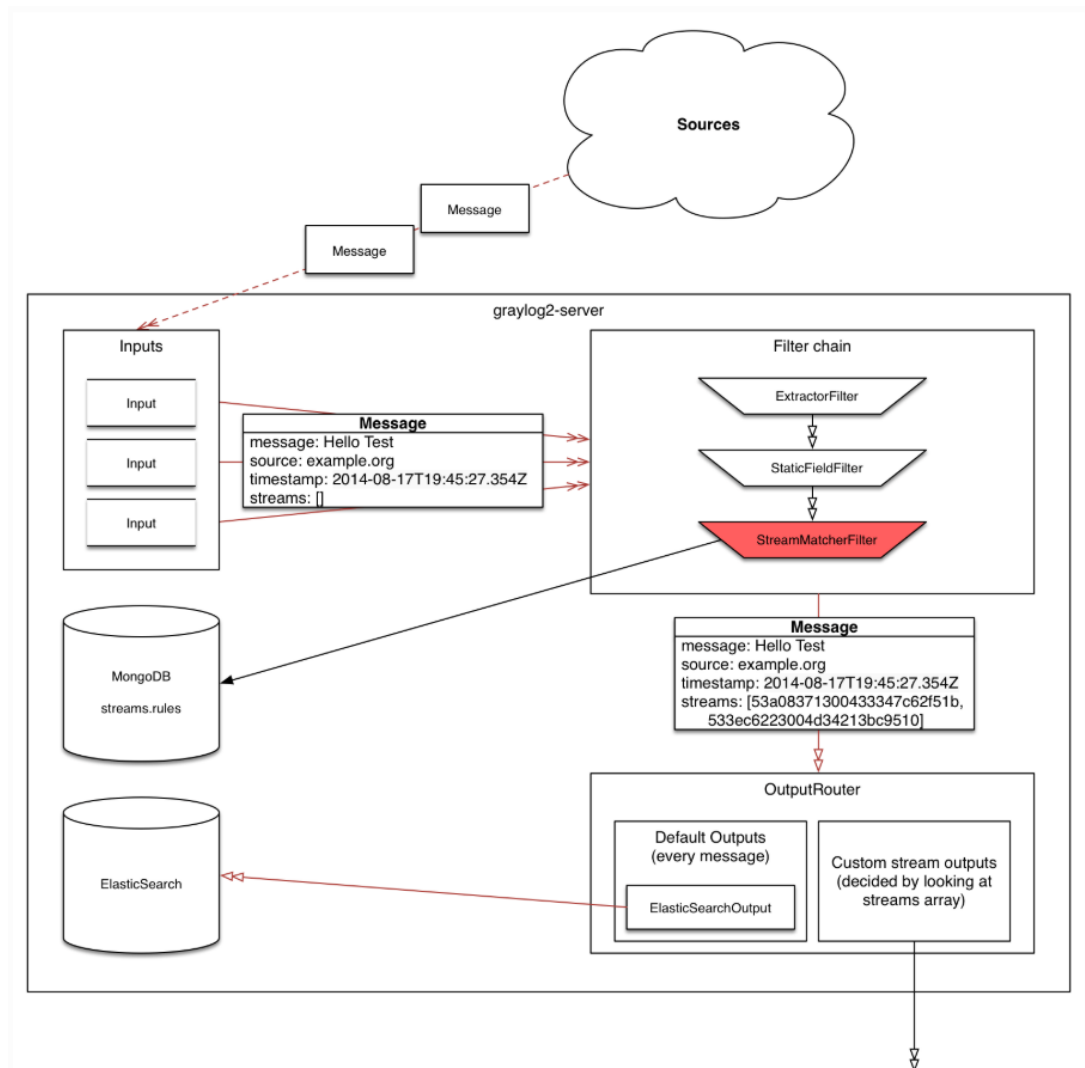 Sources
Message
Message
graylog2-server
Inputs
Input
Input
Input
Message
message: Hello Test
source: example.org
timestamp: 2014-08-17T19:45:27.354Z
streams: []
Filter chain
ExtractorFilter
StaticFieldFilter
StreamMatcherFilter
MongoDB
streams.rules
Message
message: Hello Test
source: example.org
timestamp: 2014-08-17T19:45:27.354Z
streams: [53a08371300433347c62f51b,
533ec6223004d34213bc9510]
ElasticSearch
OutputRouter
Default Outputs
(every message)
ElasticSearchOutput
Custom stream outputs
(decided by looking at
streams array)